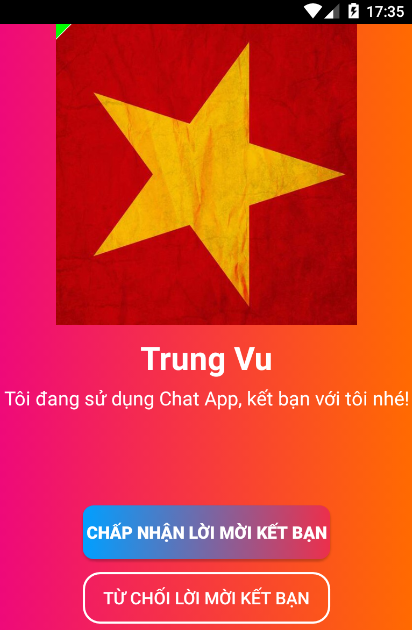 17:35
Trung Vu
Tôi đang sử dụng Chat App, kết bạn với tôi nhé!
CHẤP NHẬN LỜI MỜI KẾT BẠN
TỪ CHỐI LỜI MỜI KẾT BẠN